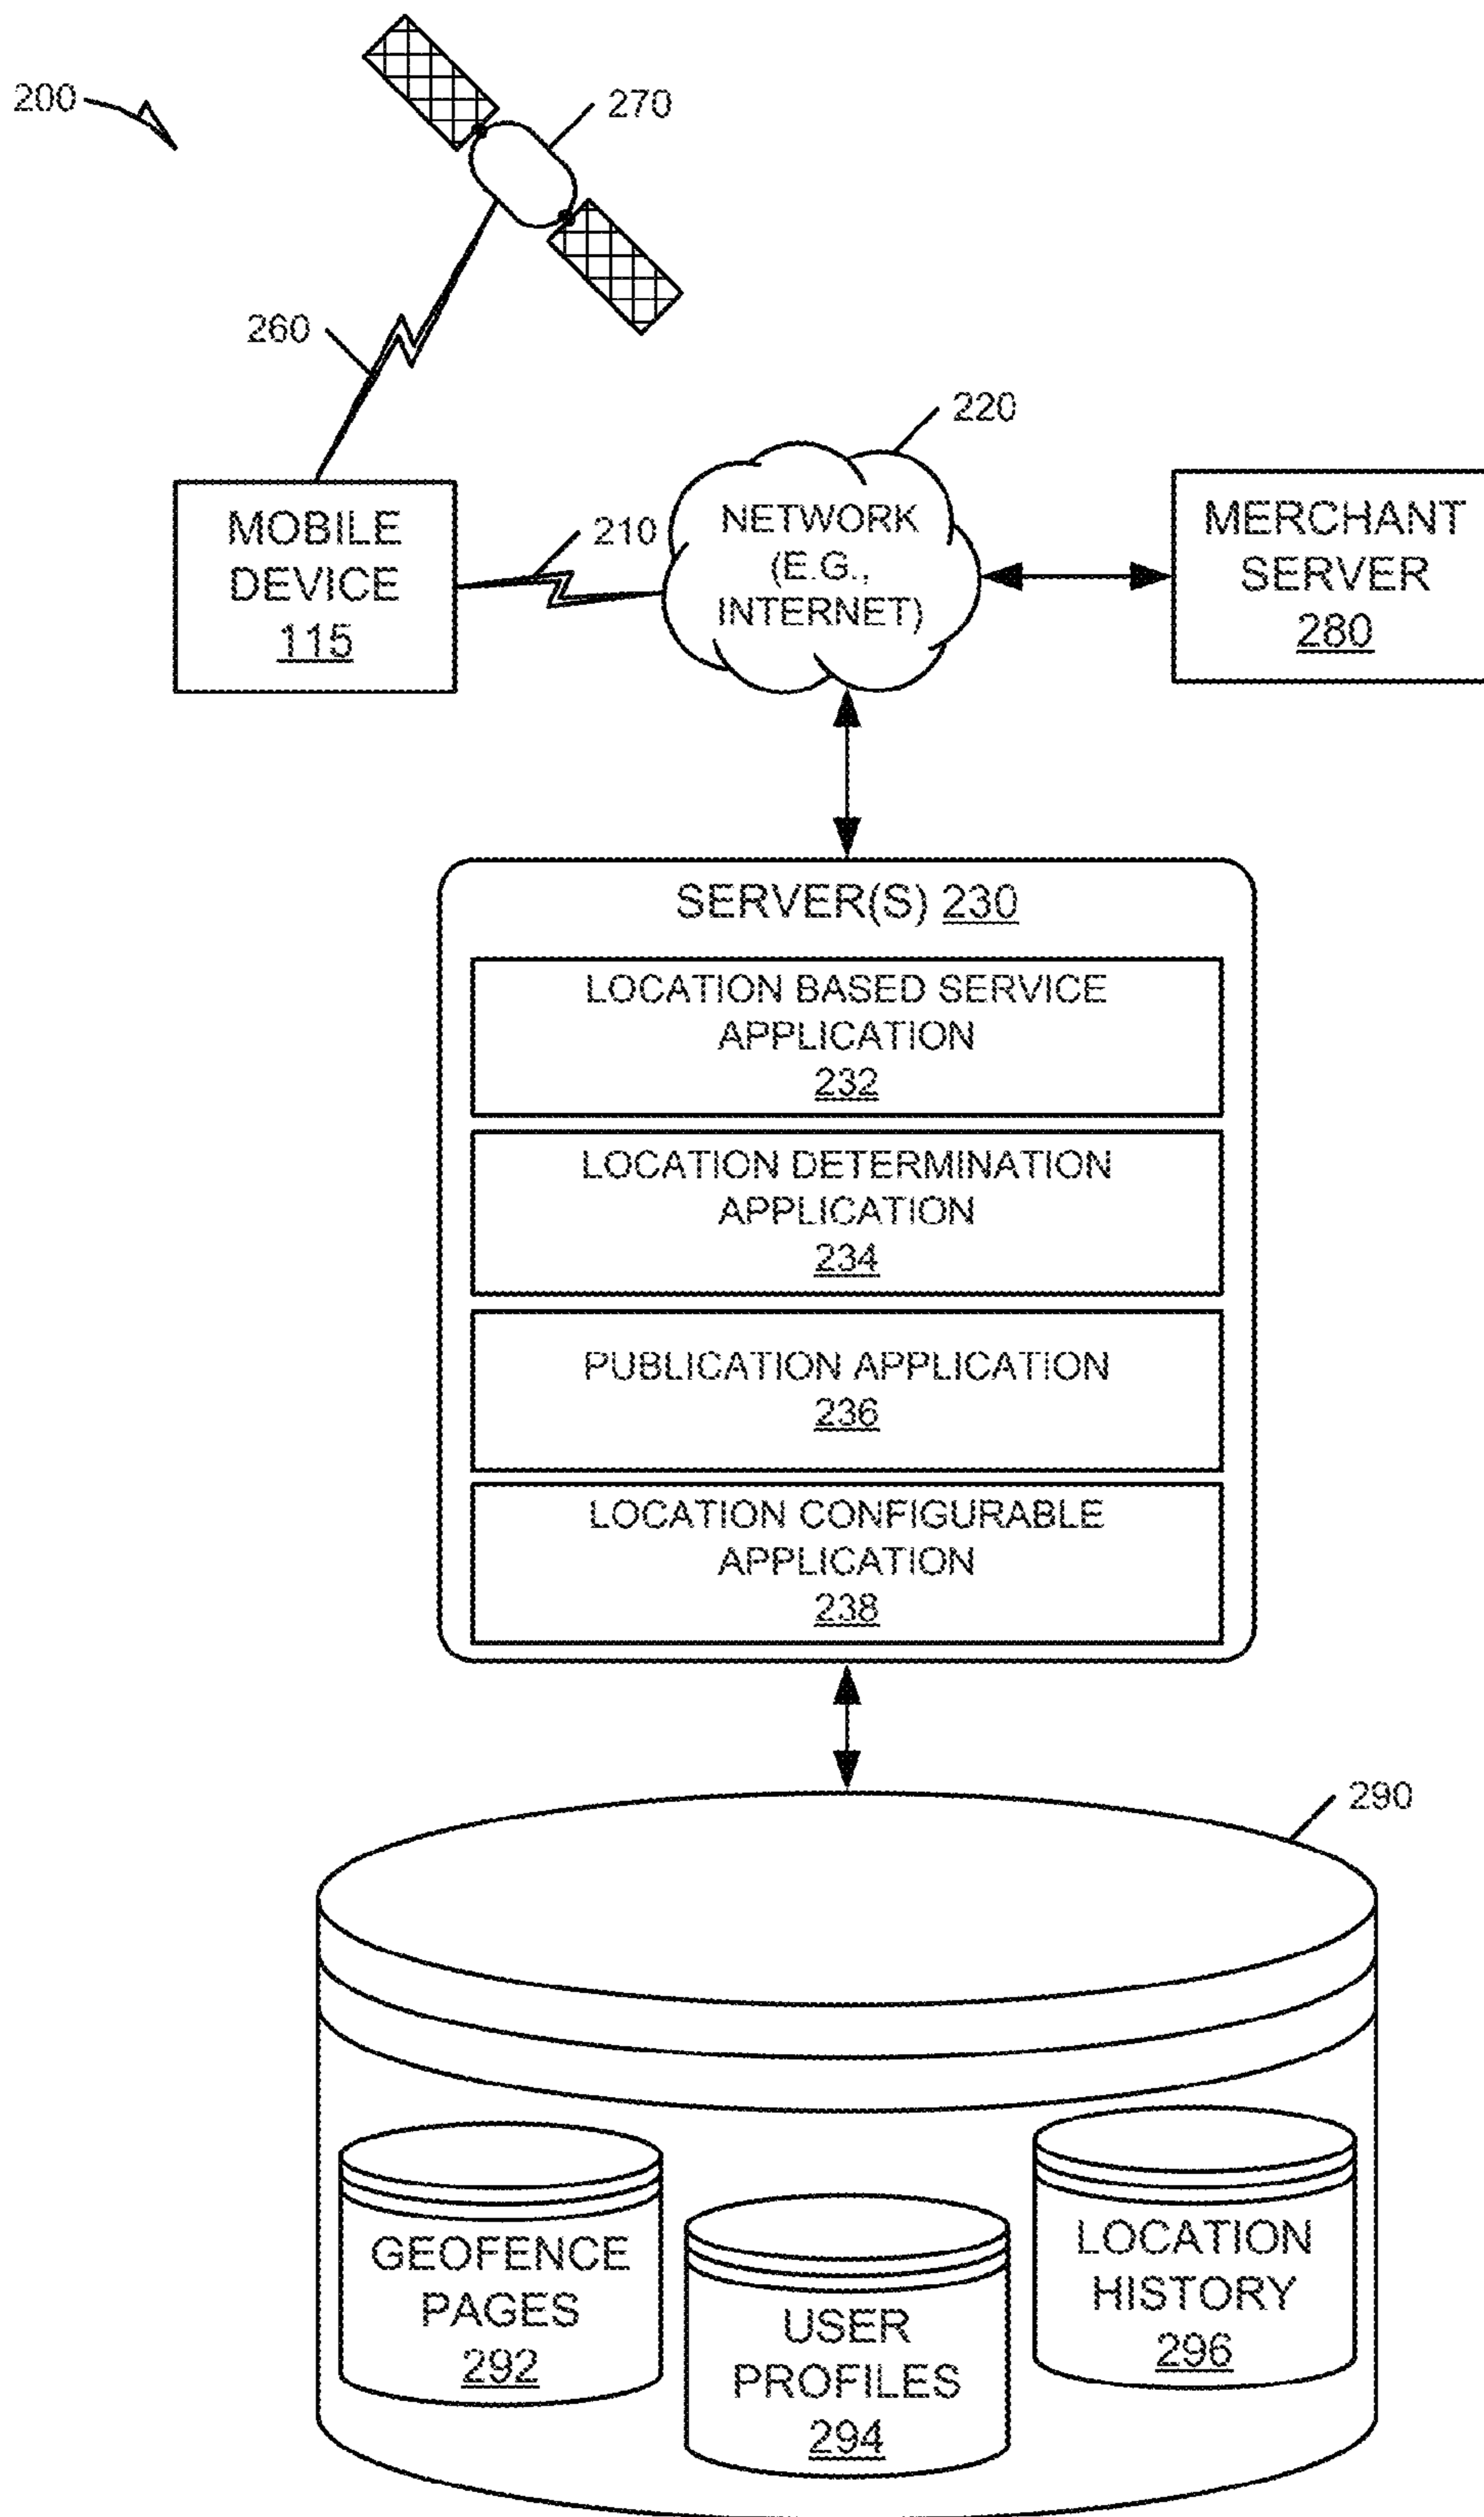 200
270
260
220
MOBILE
DEVICE
115
210
NETWORK
(E.G.,
INTERNET)
MERCHANT
SERVER
280
SERVER(S) 230
LOCATION BASED SERVICE
APPLICATION
232
LOCATION DETERMINATION
APPLICATION
234
PUBLICATION APPLICATION
236
LOCATION CONFIGURABLE
APPLICATION
238
290
GEOFENCE
PAGES
292
USER
PROFILES
294
LOCATION
HISTORY
296